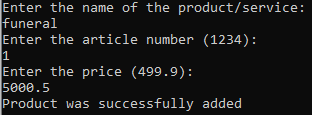 Enter the name of the product/service:
funeral
Enter the article number (1234):
1
Enter the price (499.9):
5000.5
Product was successfully added